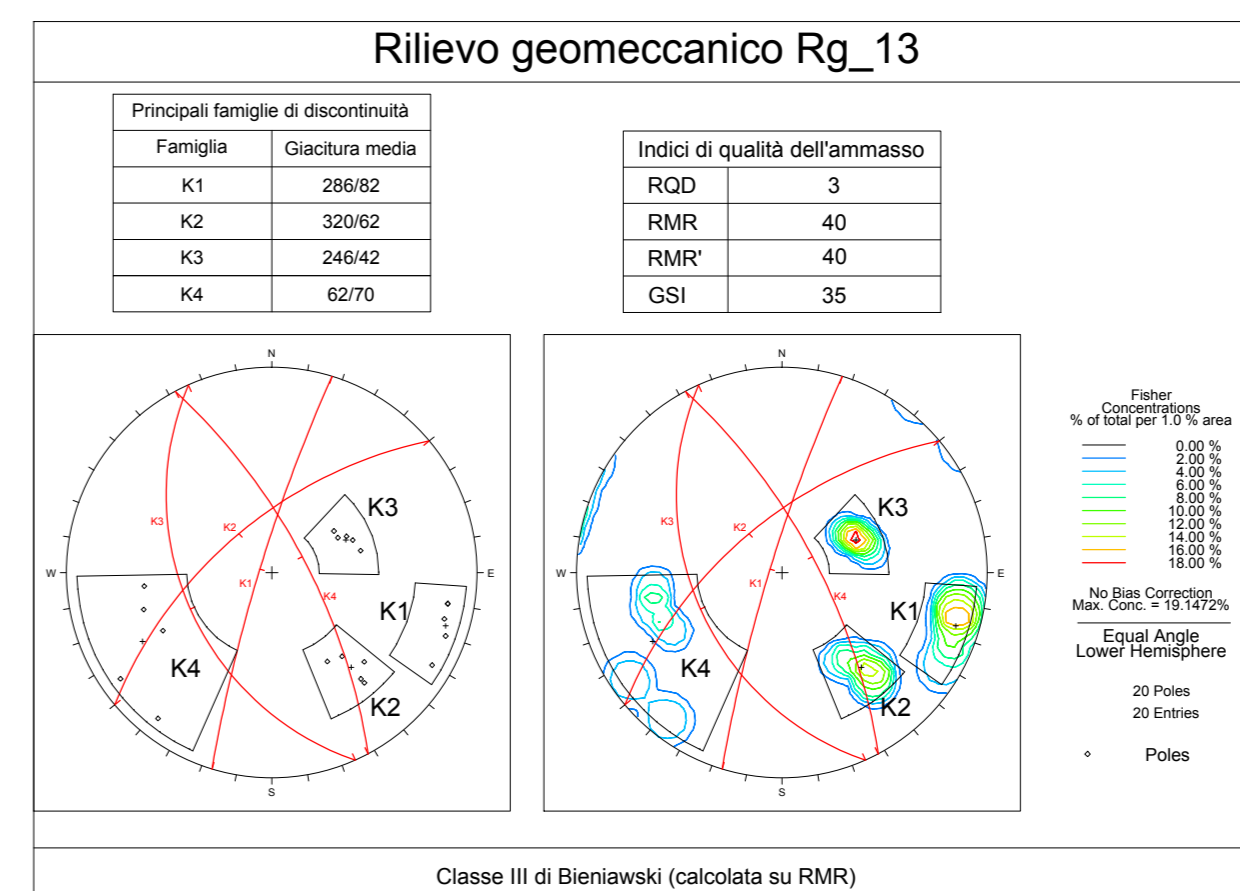 Rilievo geomeccanico Rg_13
Principali famiglie di discontinuità
Famiglia Giacitura media
K1 286/82
K2 320/62
K3 246/42
K4 62/70
Indici di qualità dell'ammasso
RQD 3
RMR 40
RMR' 40
GSI 35
N
K3
K3
K2
W
E
K1
K4
K1
K4
K2
S
N
K3
K3
K2
W
E
K1
K4
K1
K4
K2
S
Fisher
Concentrations
% of total per 1.0 % area
0.00 %
2.00 %
4.00 %
6.00 %
8.00 %
10.00 %
12.00 %
14.00 %
16.00 %
18.00 %
No Bias Correction
Max. Conc. = 19.1472%
Equal Angle
Lower Hemisphere
20 Poles
20 Entries
Poles
Classe III di Bieniawski (calcolata su RMR)